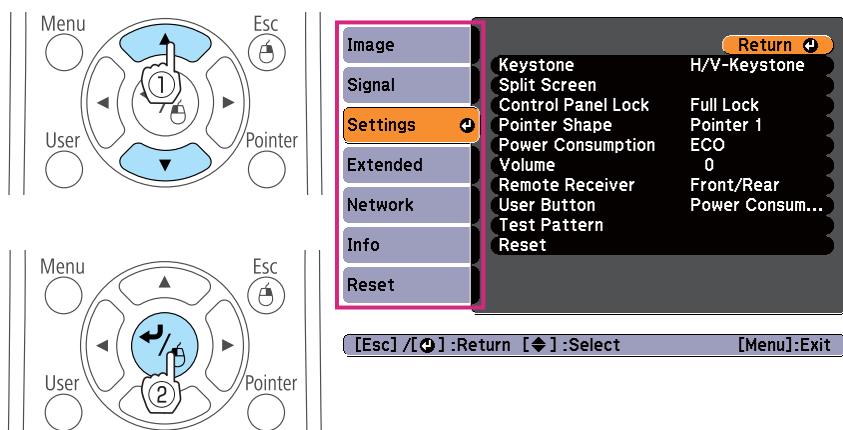 Menu
Esc
①
User
Pointer
Menu
Esc
②
User
Pointer
Image
Signal
Settings
Extended
Network
Info
Reset
Return
Keystone H/V-Keystone
Split Screen
Control Panel Lock Full Lock
Pointer Shape Pointer 1
Power Consumption ECO
Volume 0
Remote Receiver Front/Rear
User Button Power Consum...
Test Pattern
Reset
[Esc] /[⏎] :Return [◆] :Select [Menu]:Exit